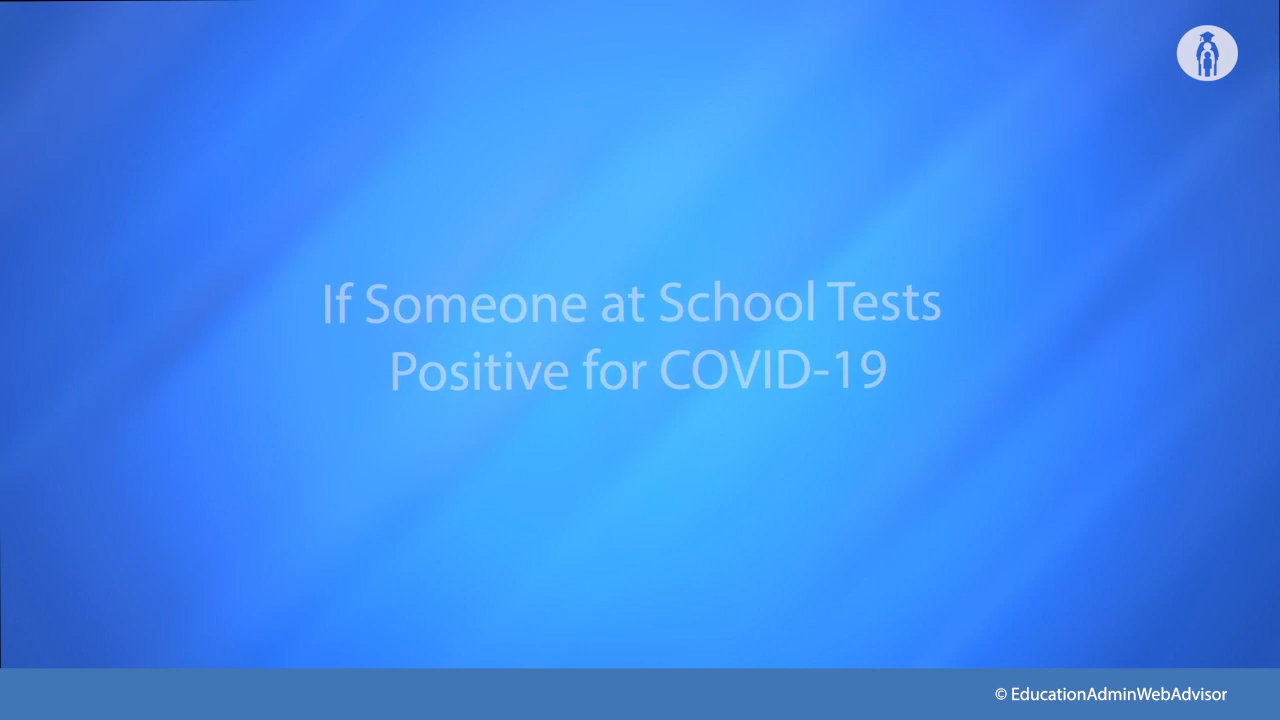 If Someone at School Tests
Positive for COVID-19
© EducationAdminWebAdvisor